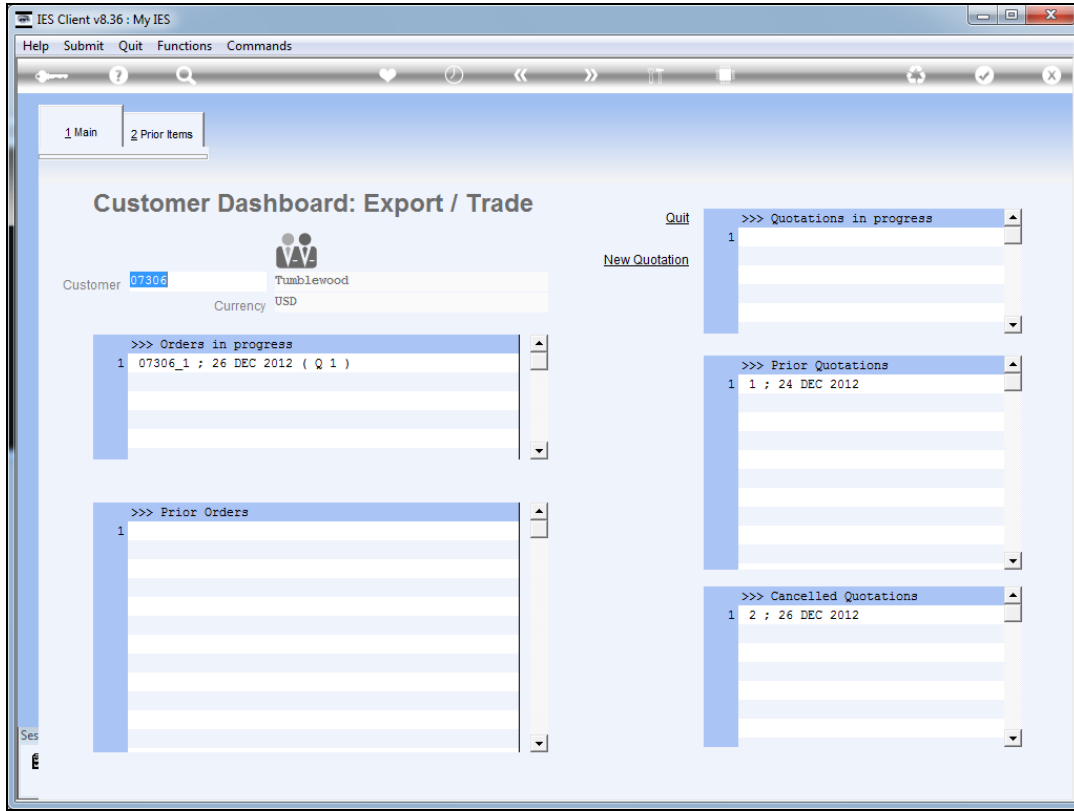 IES Client v8.36 : My IES
Help Submit Quit Functions Commands
1 Main
2 Prior Items
Customer Dashboard: Export / Trade
Customer 07306 Tumblewood
Currency USD
Quit
New Quotation
>>> Quotations in progress
1
>>> Orders in progress
1 07306_1 ; 26 DEC 2012 ( Q 1 )
>>> Prior Quotations
1 1 ; 24 DEC 2012
>>> Prior Orders
1
>>> Cancelled Quotations
1 2 ; 26 DEC 2012
Ses